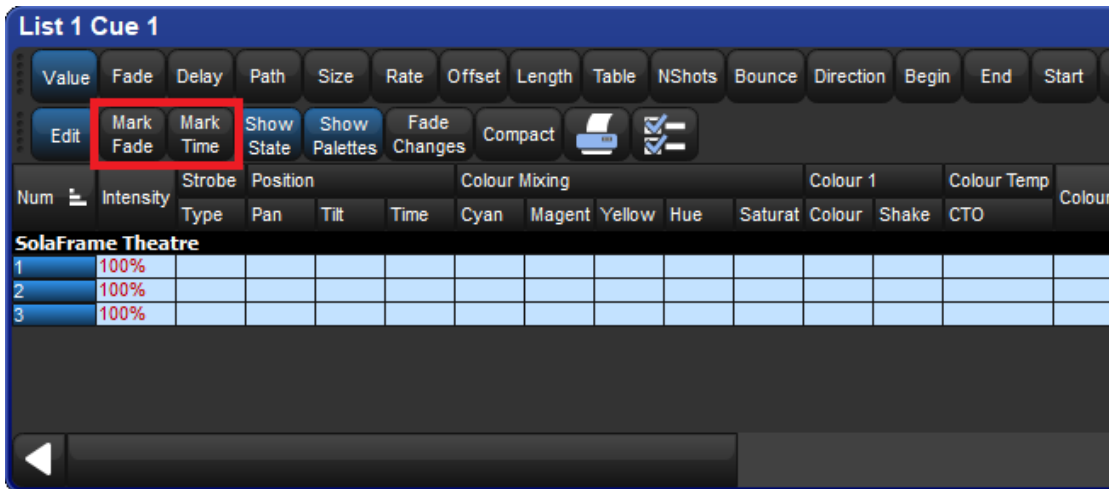 List 1 Cue 1
Value Fade Delay Path Size Rate Offset Length Table NShots Bounce Direction Begin End Start
Edit Mark Fade Mark Time Show State Show Palettes Fade Changes Compact
Num Intensity Strobe Position Colour Mixing Colour 1 Colour Temp Colour
Type Pan Tilt Time Cyan Magent Yellow Hue Saturat Colour Shake CTO
SolaFrame Theatre
1 100%
2 100%
3 100%